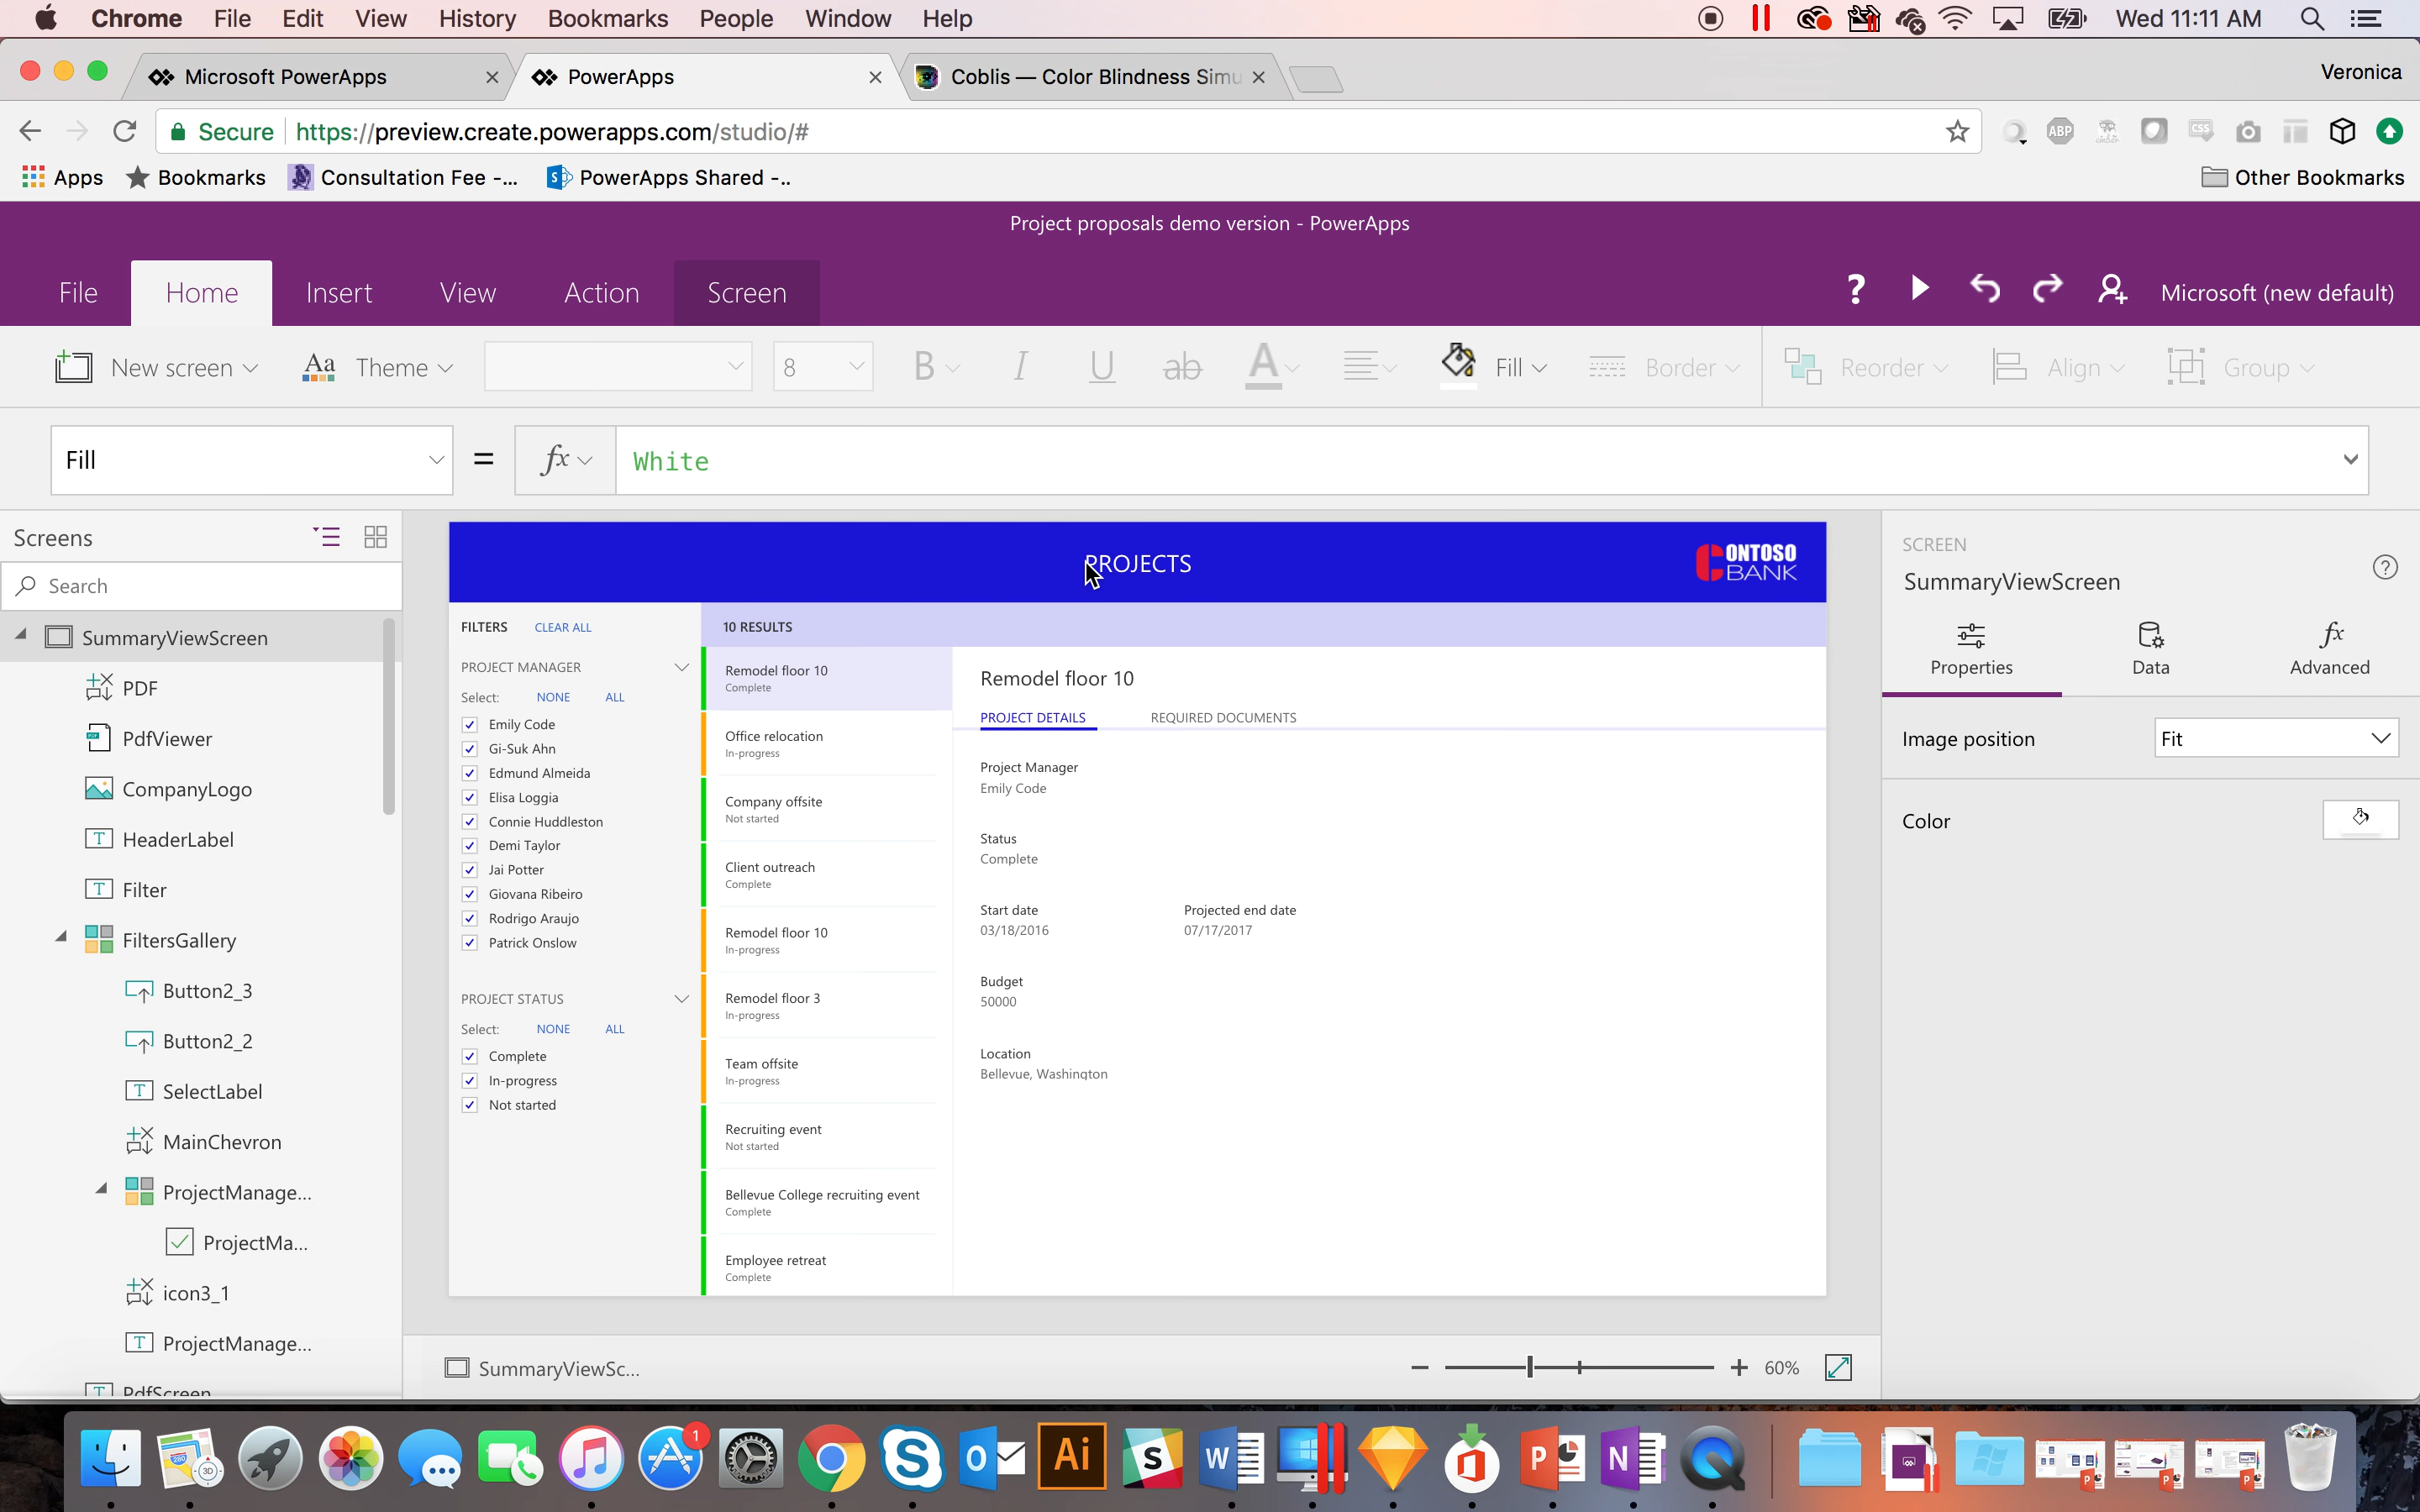 Chrome File Edit View History Bookmarks People Window Help Wed 11:11 AM
Microsoft PowerApps PowerApps Coblis — Color Blindness Simu Veronica
Secure https://preview.create.powerapps.com/studio/# ABP CSS
Apps Bookmarks Consultation Fee -... PowerApps Shared -.. Other Bookmarks
Project proposals demo version - PowerApps
File Home Insert View Action Screen ? Microsoft (new default)
New screen Aa Theme 8 B I U ab A Fill Border Reorder Align Group
Fill = fx White
Screens
Search
SummaryViewScreen
PDF
PdfViewer
CompanyLogo
HeaderLabel
Filter
FiltersGallery
Button2_3
Button2_2
SelectLabel
MainChevron
ProjectManage...
ProjectMa...
icon3_1
ProjectManage...
PdfScreen
PROJECTS
CONTOSO
BANK
FILTERS CLEAR ALL
PROJECT MANAGER
Select: NONE ALL
Emily Code
Gi-Suk Ahn
Edmund Almeida
Elisa Loggia
Connie Huddleston
Demi Taylor
Jai Potter
Giovana Ribeiro
Rodrigo Araujo
Patrick Onslow
PROJECT STATUS
Select: NONE ALL
Complete
In-progress
Not started
10 RESULTS
Remodel floor 10
Complete
Office relocation
In-progress
Company offsite
Not started
Client outreach
Complete
Remodel floor 10
In-progress
Remodel floor 3
In-progress
Team offsite
In-progress
Recruiting event
Not started
Bellevue College recruiting event
Complete
Employee retreat
Complete
Remodel floor 10
PROJECT DETAILS REQUIRED DOCUMENTS
Project Manager
Emily Code
Status
Complete
Start date Projected end date
03/18/2016 07/17/2017
Budget
50000
Location
Bellevue, Washington
SCREEN
SummaryViewScreen
Properties Data Advanced
Image position Fit
Color
SummaryViewSc... 60%
1
Ai